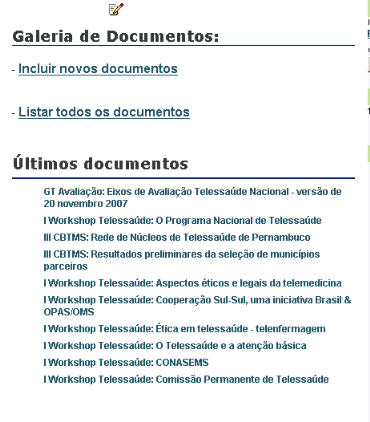 Galeria de Documentos:
- Incluir novos documentos
- Listar todos os documentos
Últimos documentos
GT Avaliação: Eixos de Avaliação Telessaúde Nacional - versão de
20 novembro 2007
I Workshop Telessaúde: O Programa Nacional de Telessaúde
III CBTMS: Rede de Núcleos de Telessaude de Pernambuco
III CBTMS: Resultados preliminares da seleção de municípios
parceiros
I Workshop Telessaúde: Aspectos éticos e legais da telemedicina
I Workshop Telessaúde: Cooperação Sul-Sul, uma iniciativa Brasil &
OPAS/OMS
I Workshop Telessaúde: Ética em telessaúde - telenfermagem
I Workshop Telessaúde: O Telessaúde e a atenção básica
I Workshop Telessaúde: CONASEMS
I Workshop Telessaúde: Comissão Permanente de Telessaúde